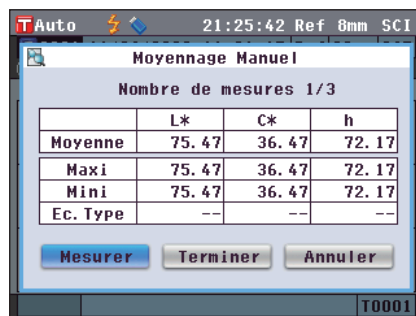 TAuto 21:25:42 Ref 8mm SCI
Moyennage Manuel
Nombre de mesures 1/3
L* C* h
Moyenne 75.47 36.47 72.17
Maxi 75.47 36.47 72.17
Mini 75.47 36.47 72.17
Ec. Type -- -- --
Mesurer Terminer Annuler
T0001